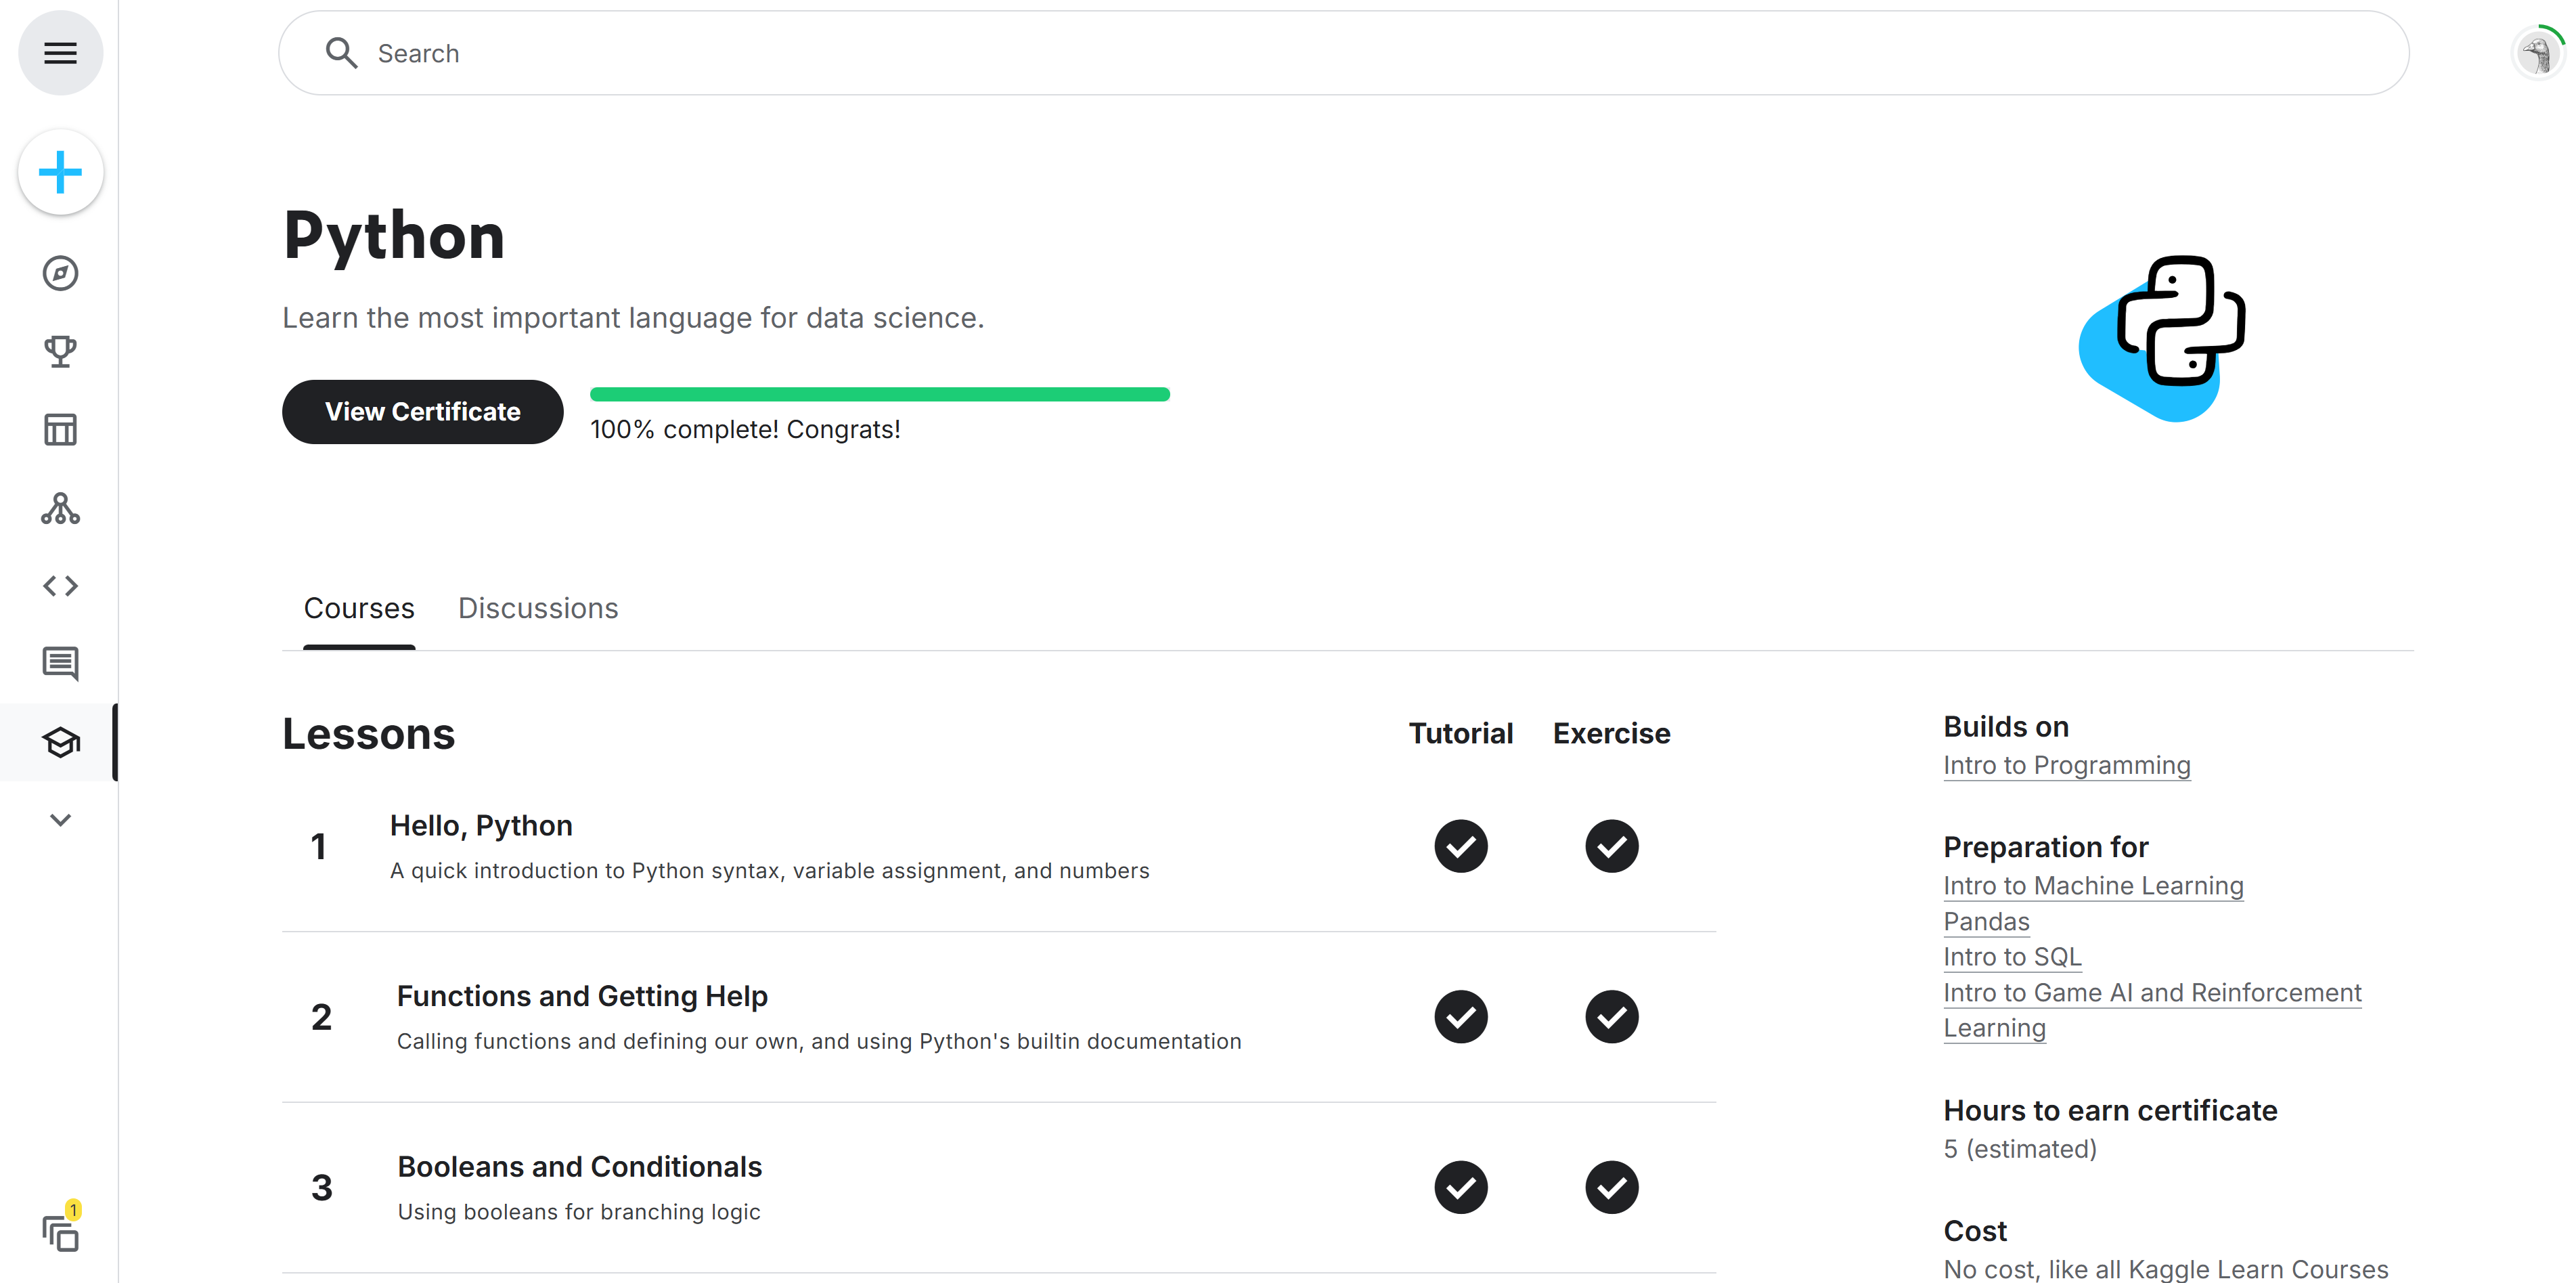 Search
Python
Learn the most important language for data science.
View Certificate
100% complete! Congrats!
Courses
Discussions
Lessons
Tutorial
Exercise
1
Hello, Python
A quick introduction to Python syntax, variable assignment, and numbers
2
Functions and Getting Help
Calling functions and defining our own, and using Python's builtin documentation
3
Booleans and Conditionals
Using booleans for branching logic
Builds on
Intro to Programming
Preparation for
Intro to Machine Learning
Pandas
Intro to SQL
Intro to Game AI and Reinforcement
Learning
Hours to earn certificate
5 (estimated)
Cost
No cost, like all Kaggle Learn Courses
1